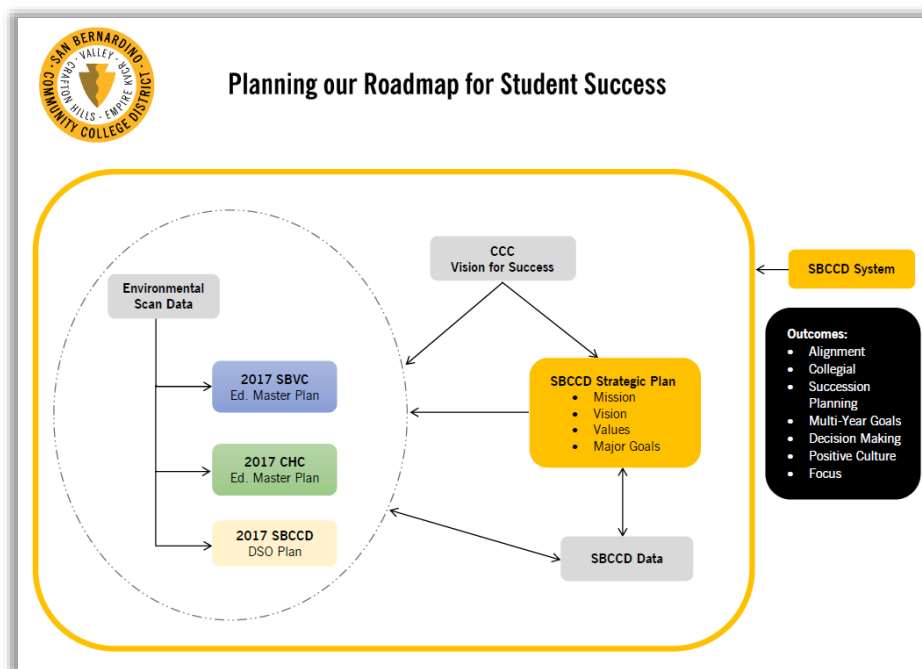 SAN BERNARDINO
COMMUNITY COLLEGE DISTRICT
CRAFTON HILLS - VALLEY - EMPIRE KVCR
Planning our Roadmap for Student Success
CCC
Vision for Success
SBCCD System
Environmental
Scan Data
Outcomes:
• Alignment
• Collegial
• Succession
Planning
• Multi-Year Goals
• Decision Making
• Positive Culture
• Focus
2017 SBVC
Ed. Master Plan
SBCCD Strategic Plan
• Mission
• Vision
• Values
• Major Goals
2017 CHC
Ed. Master Plan
2017 SBCCD
DSO Plan
SBCCD Data